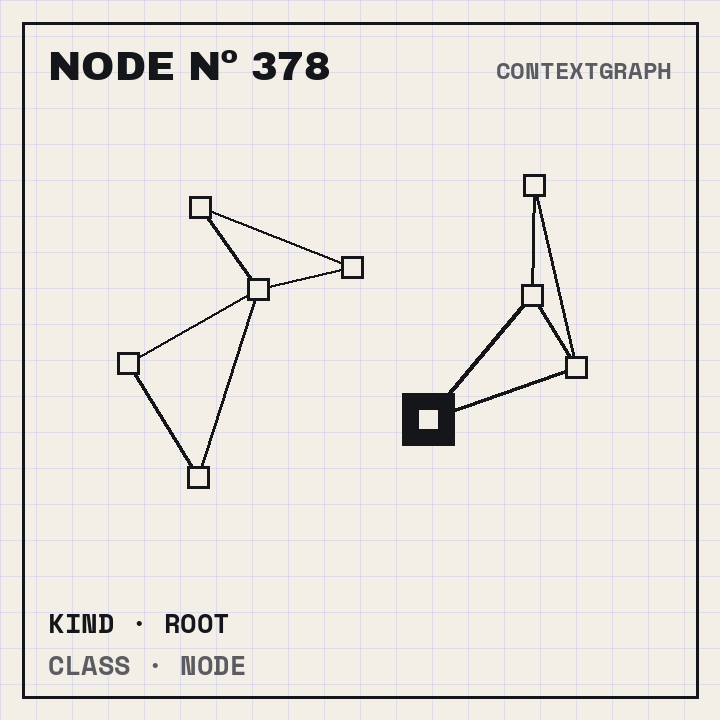 NODE Nº 378
CONTEXTGRAPH
KIND · ROOT
CLASS · NODE